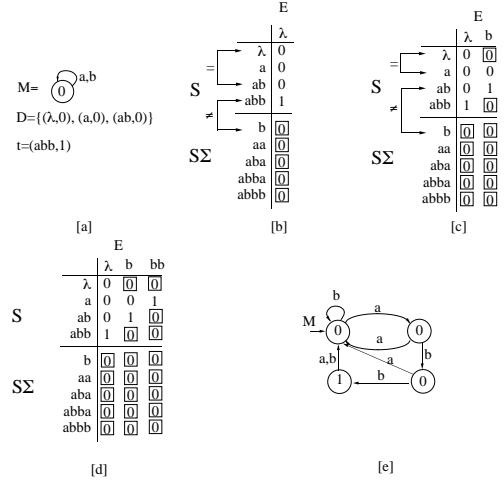 M= 0 a,b
D={(λ,0), (a,0), (ab,0)}
t=(abb,1)
[a]
E
λ
λ 0
= a 0
S ab 0
abb 1
≠
b 0
SΣ aa 0
aba 0
abba 0
abbb 0
[b]
E
λ b
λ 0 0
= a 0 0
S ab 0 1
≠ abb 1 0
b 0 0
SΣ aa 0 0
aba 0 0
abba 0 0
abbb 0 0
[c]
E
λ b bb
λ 0 0 0
S a 0 0 1
ab 0 1 0
abb 1 0 0
b 0 0 0
SΣ aa 0 0 0
aba 0 0 0
abba 0 0 0
abbb 0 0 0
[d]
b
M 0 a 0
a
a,b a b
1 b 0
[e]